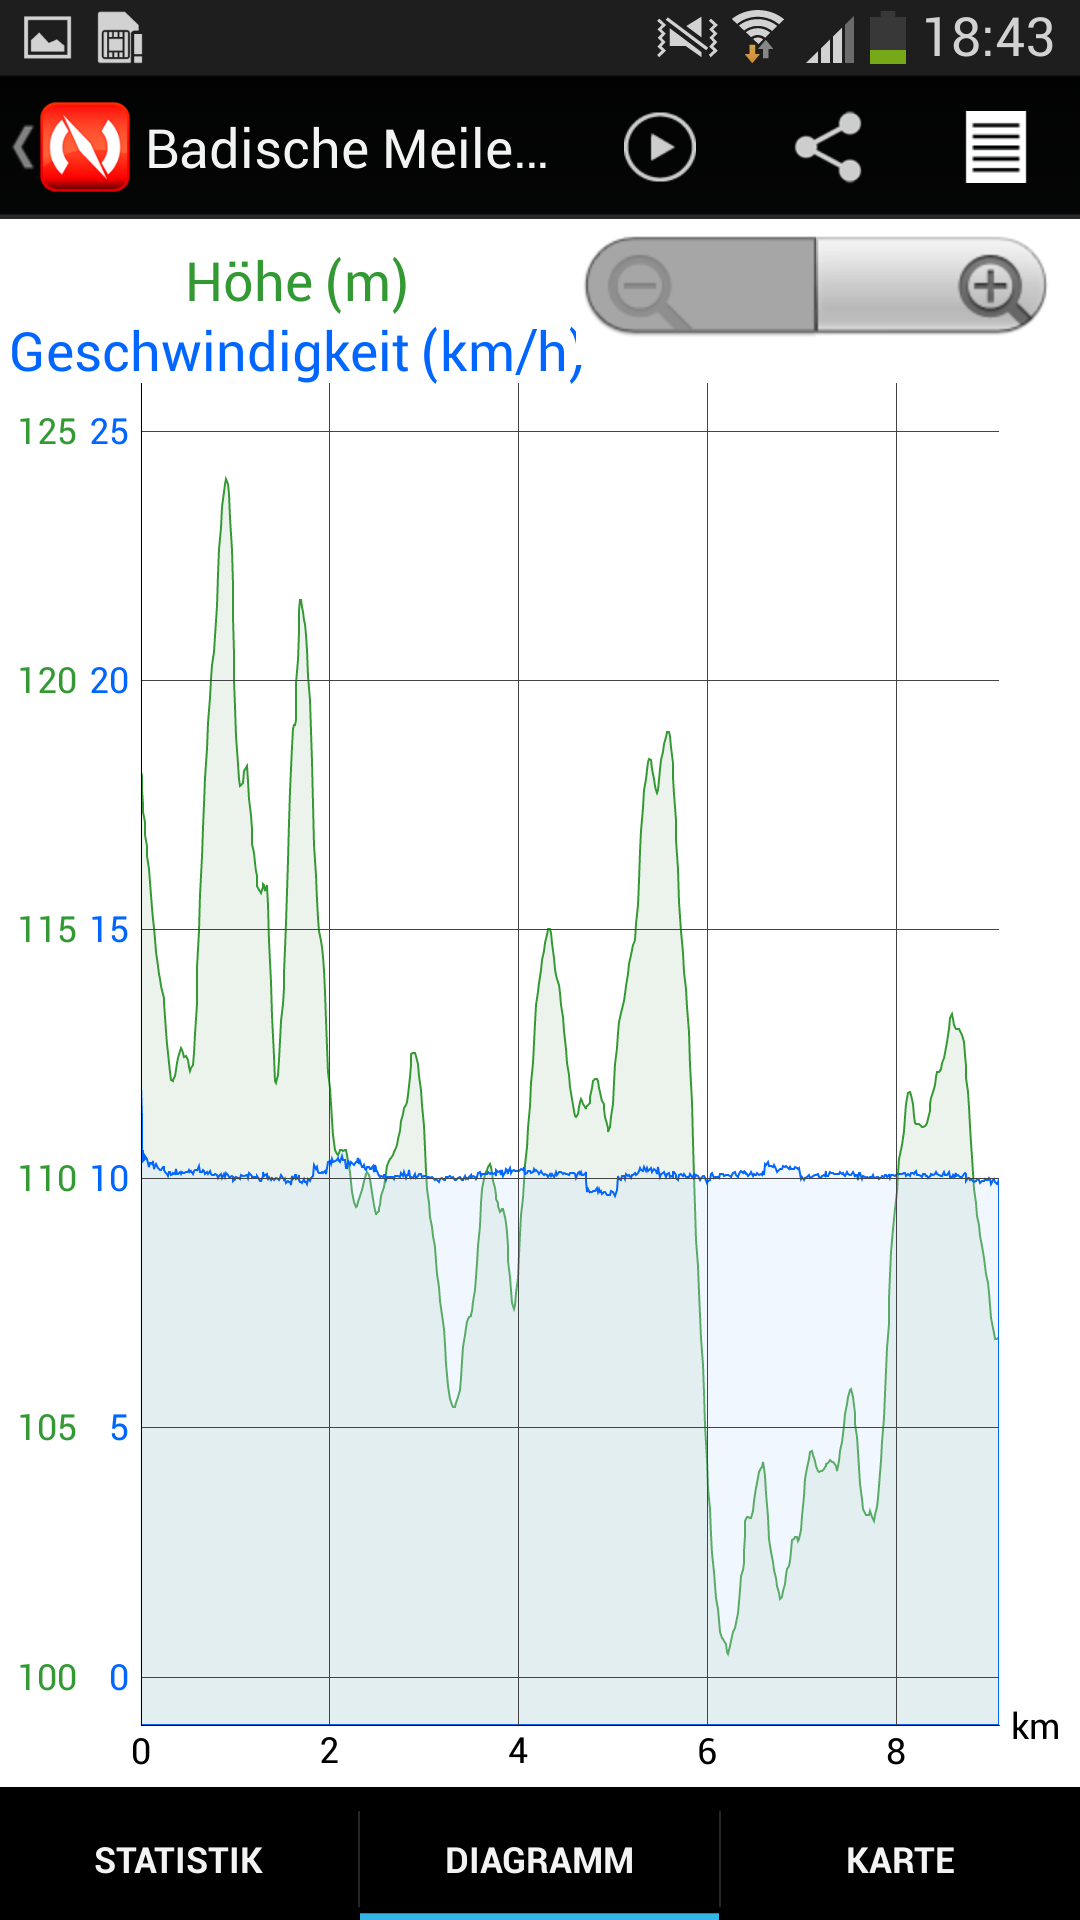 18:43
Badische Meile...
Höhe (m)
Geschwindigkeit (km/h)
125 25
120 20
115 15
110 10
105 5
100 0
km
0 2 4 6 8
STATISTIK DIAGRAMM KARTE